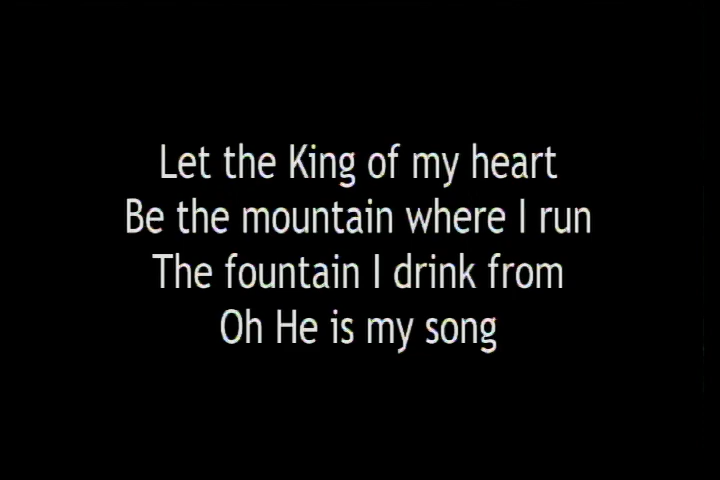 Let the King of my heart
Be the mountain where I run
The fountain I drink from
Oh He is my song